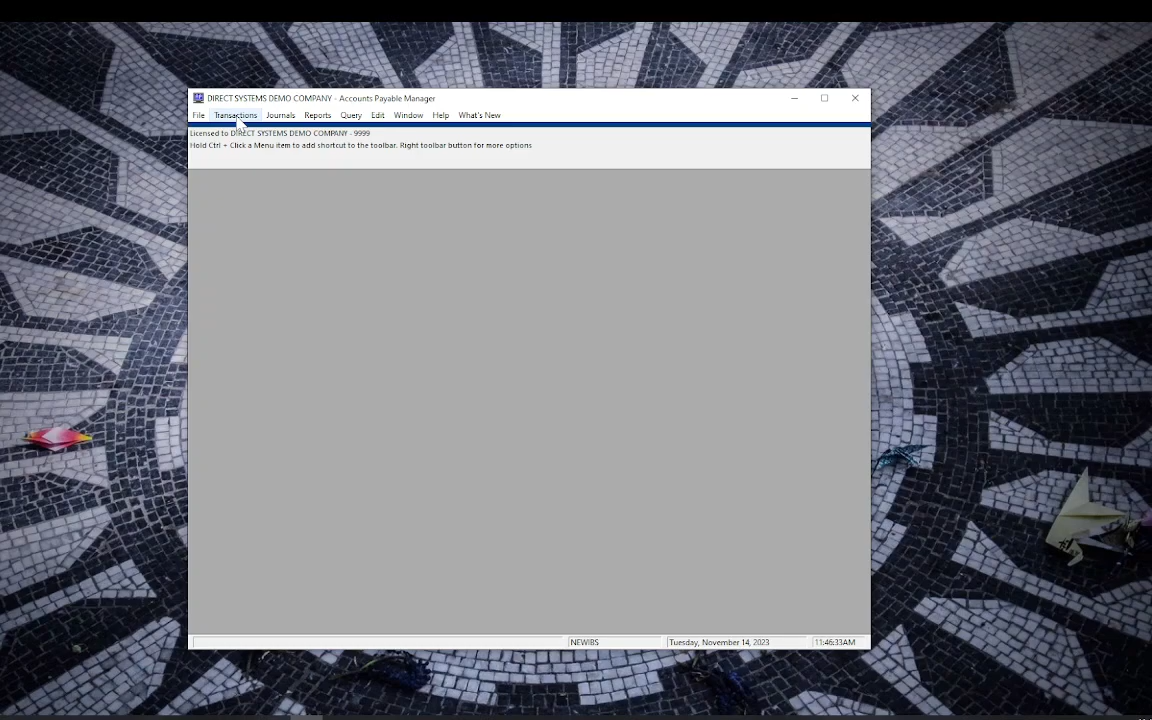 DIRECT SYSTEMS DEMO COMPANY - Accounts Payable Manager
File Transactions Journals Reports Query Edit Window Help What's New
Licensed to DIRECT SYSTEMS DEMO COMPANY - 9999
Hold Ctrl + Click a Menu item to add shortcut to the toolbar. Right toolbar button for more options
NEWIBS Tuesday, November 14, 2023 11:46:33AM